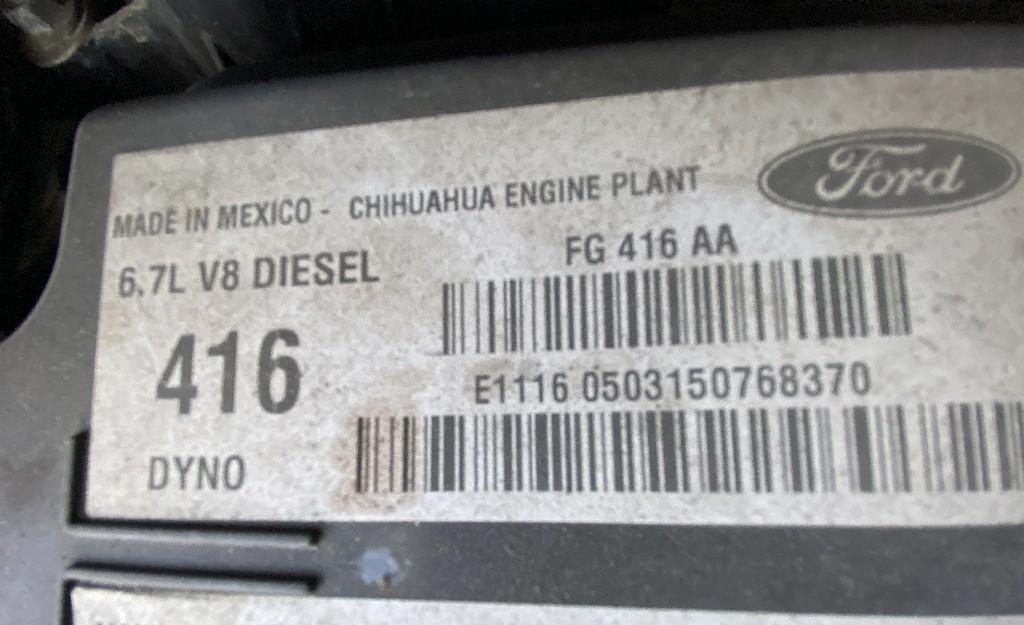 Ford
MADE IN MEXICO - CHIHUAHUA ENGINE PLANT
6.7L V8 DIESEL
FG 416 AA
416
E1116 0503150768370
DYNO